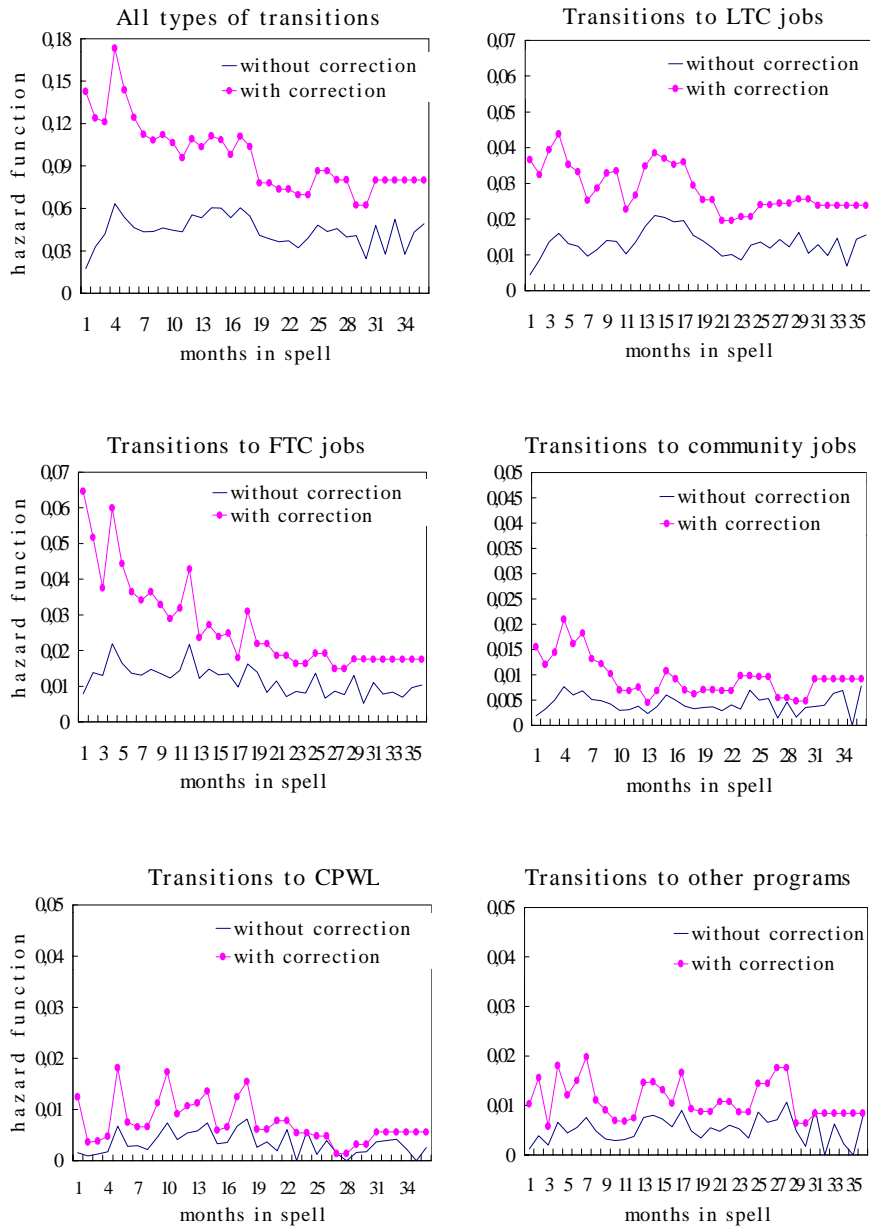 All types of transitions
0,18
0,15
0,12
0,09
0,06
0,03
0
hazard function
without correction
with correction
1 4 7 10 13 16 19 22 25 28 31 34
months in spell
Transitions to LTC jobs
0,07
0,06
0,05
0,04
0,03
0,02
0,01
0
without correction
with correction
1 3 5 7 9 11 13 15 17 19 21 23 25 27 29 31 33 35
months in spell
Transitions to FTC jobs
0,07
0,06
0,05
0,04
0,03
0,02
0,01
0
hazard function
without correction
with correction
1 3 5 7 9 11 13 15 17 19 21 23 25 27 29 31 33 35
months in spell
Transitions to community jobs
0,05
0,045
0,04
0,035
0,03
0,025
0,02
0,015
0,01
0,005
0
without correction
with correction
1 4 7 10 13 16 19 22 25 28 31 34
months in spell
Transitions to CPWL
0,05
0,04
0,03
0,02
0,01
0
hazard function
without correction
with correction
1 4 7 10 13 16 19 22 25 28 31 34
months in spell
Transitions to other programs
0,05
0,04
0,03
0,02
0,01
0
without correction
with correction
1 3 5 7 9 11 13 15 17 19 21 23 25 27 29 31 33 35
months in spell